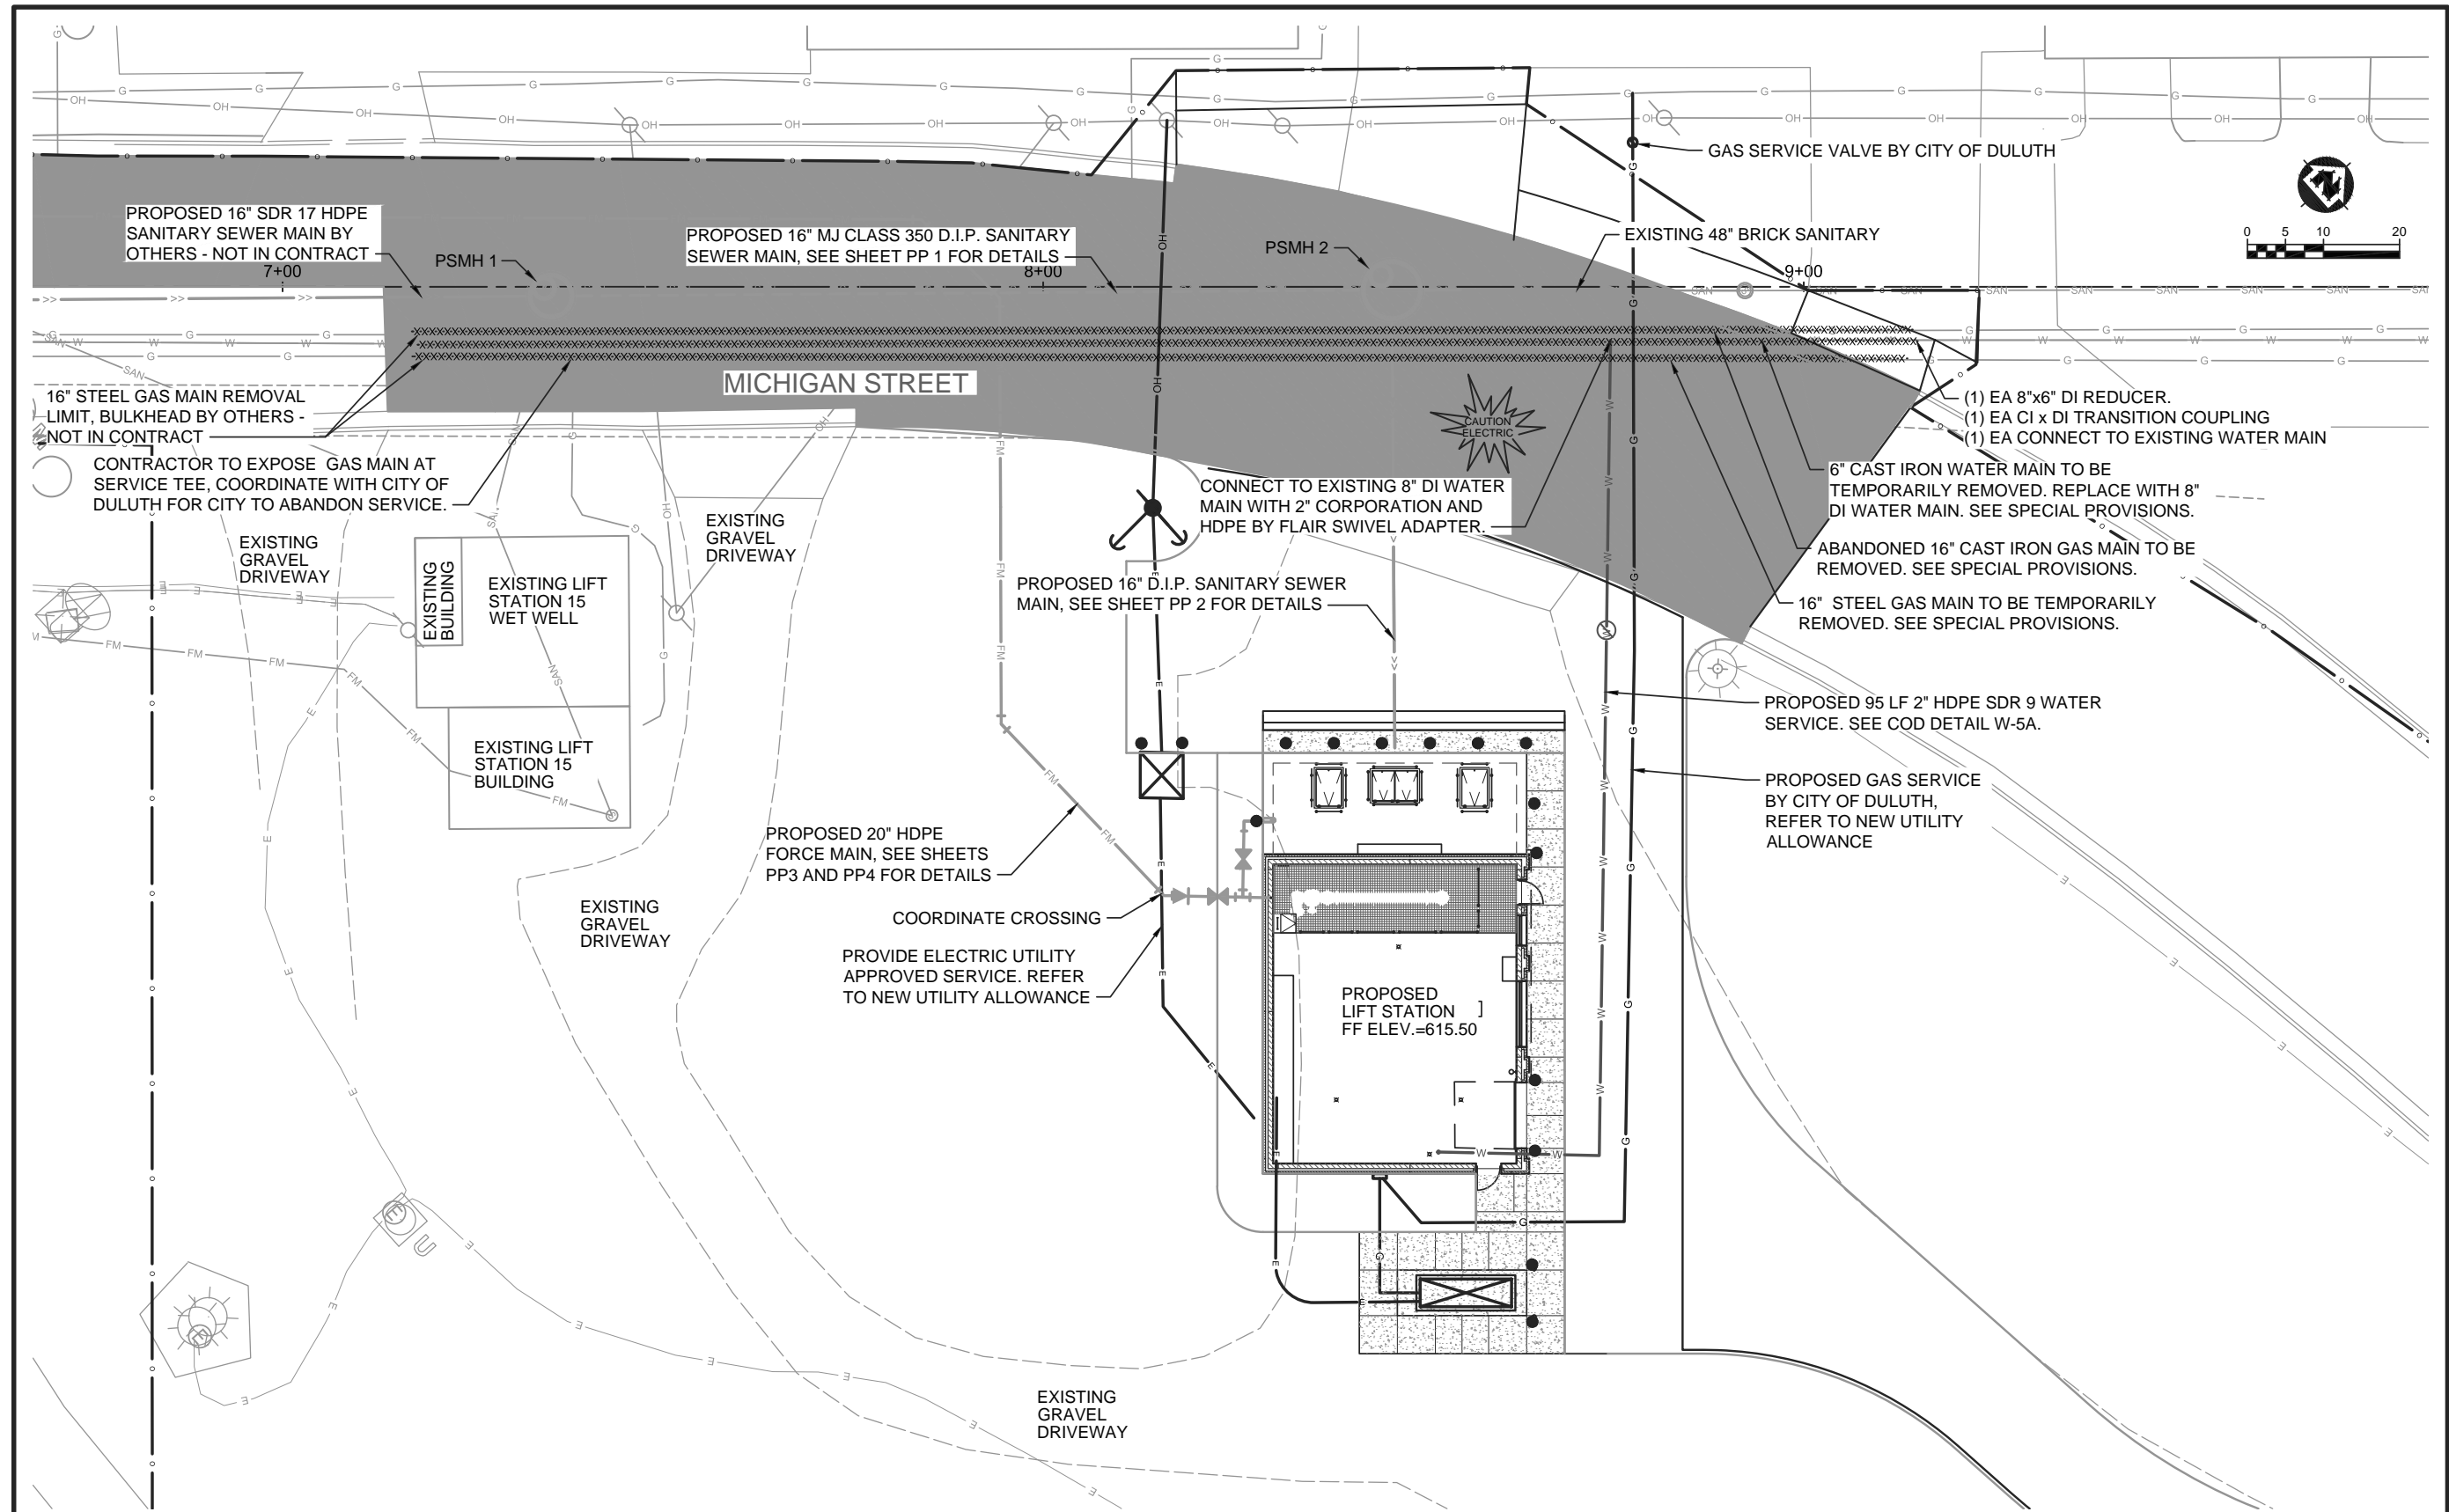 GAS SERVICE VALVE BY CITY OF DULUTH
PROPOSED 16" SDR 17 HDPE
SANITARY SEWER MAIN BY
OTHERS - NOT IN CONTRACT
7+00
PSMH 1
PROPOSED 16" MJ CLASS 350 D.I.P. SANITARY
SEWER MAIN, SEE SHEET PP 1 FOR DETAILS
8+00
PSMH 2
EXISTING 48" BRICK SANITARY
9+00
N
0 5 10 20
MICHIGAN STREET
16" STEEL GAS MAIN REMOVAL
LIMIT, BULKHEAD BY OTHERS -
NOT IN CONTRACT
CONTRACTOR TO EXPOSE GAS MAIN AT
SERVICE TEE, COORDINATE WITH CITY OF
DULUTH FOR CITY TO ABANDON SERVICE.
CAUTION
ELECTRIC
(1) EA 8"x6" DI REDUCER.
(1) EA CI x DI TRANSITION COUPLING
(1) EA CONNECT TO EXISTING WATER MAIN
6" CAST IRON WATER MAIN TO BE
TEMPORARILY REMOVED. REPLACE WITH 8"
DI WATER MAIN. SEE SPECIAL PROVISIONS.
CONNECT TO EXISTING 8" DI WATER
MAIN WITH 2" CORPORATION AND
HDPE BY FLAIR SWIVEL ADAPTER.
ABANDONED 16" CAST IRON GAS MAIN TO BE
REMOVED. SEE SPECIAL PROVISIONS.
16" STEEL GAS MAIN TO BE TEMPORARILY
REMOVED. SEE SPECIAL PROVISIONS.
EXISTING
GRAVEL
DRIVEWAY
EXISTING
BUILDING
EXISTING LIFT
STATION 15
WET WELL
EXISTING
GRAVEL
DRIVEWAY
PROPOSED 16" D.I.P. SANITARY SEWER
MAIN, SEE SHEET PP 2 FOR DETAILS
PROPOSED 95 LF 2" HDPE SDR 9 WATER
SERVICE. SEE COD DETAIL W-5A.
EXISTING LIFT
STATION 15
BUILDING
PROPOSED GAS SERVICE
BY CITY OF DULUTH,
REFER TO NEW UTILITY
ALLOWANCE
PROPOSED 20" HDPE
FORCE MAIN, SEE SHEETS
PP3 AND PP4 FOR DETAILS
COORDINATE CROSSING
EXISTING
GRAVEL
DRIVEWAY
PROVIDE ELECTRIC UTILITY
APPROVED SERVICE. REFER
TO NEW UTILITY ALLOWANCE
PROPOSED
LIFT STATION ]
FF ELEV.=615.50
EXISTING
GRAVEL
DRIVEWAY